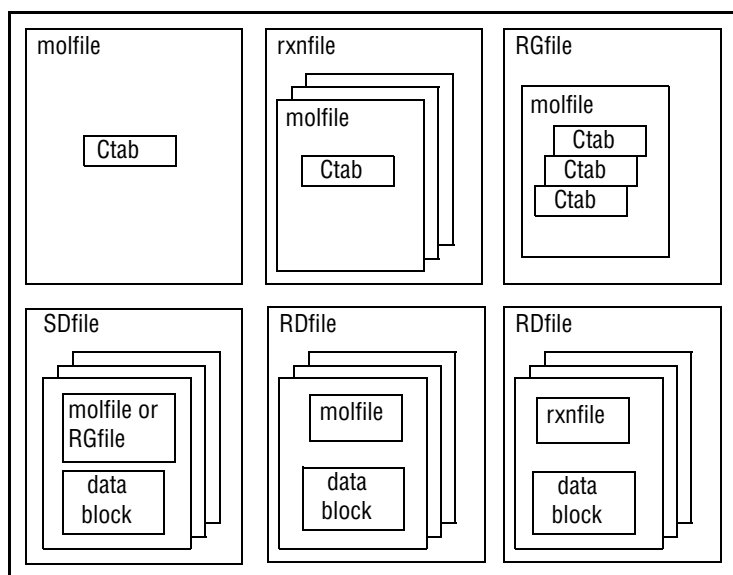 molfile
Ctab
rxnfile
molfile
Ctab
RGfile
molfile
Ctab
Ctab
Ctab
SDfile
molfile or
RGfile
data
block
RDfile
molfile
data
block
RDfile
rxnfile
data
block